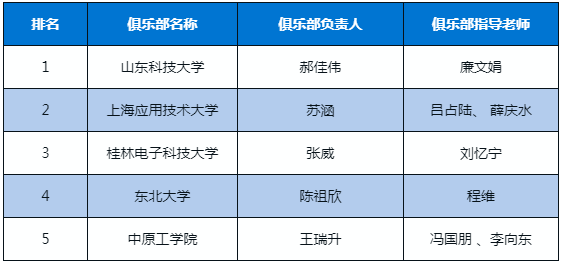 排名 俱乐部名称 俱乐部负责人 俱乐部指导老师
1 山东科技大学 郝佳伟 廉文娟
2 上海应用技术大学 苏涵 吕占陆、 薛庆水
3 桂林电子科技大学 张威 刘忆宁
4 东北大学 陈祖欣 程维
5 中原工学院 王瑞升 冯国朋 、李向东